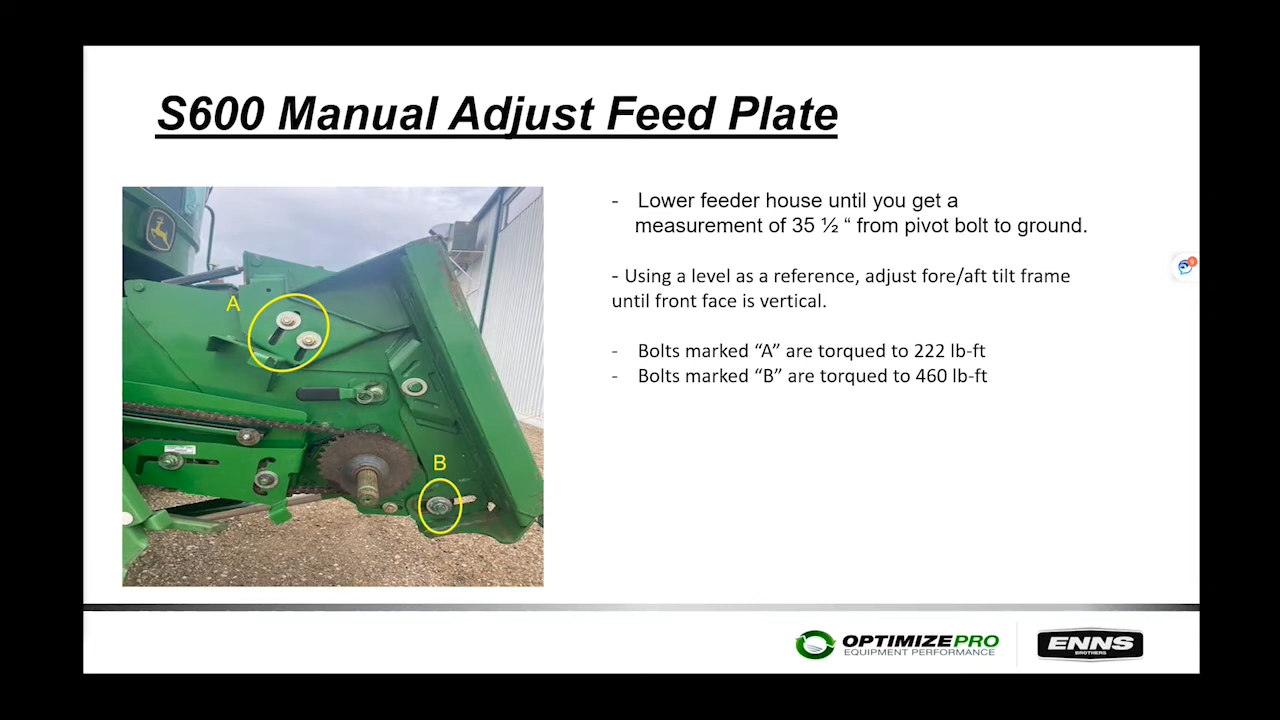 S600 Manual Adjust Feed Plate
- Lower feeder house until you get a
measurement of 35 ½ “ from pivot bolt to ground.
- Using a level as a reference, adjust fore/aft tilt frame
until front face is vertical.
- Bolts marked “A” are torqued to 222 lb-ft
- Bolts marked “B” are torqued to 460 lb-ft
A
B
9
OPTIMIZEPRO
EQUIPMENT PERFORMANCE
ENNS
BROTHERS